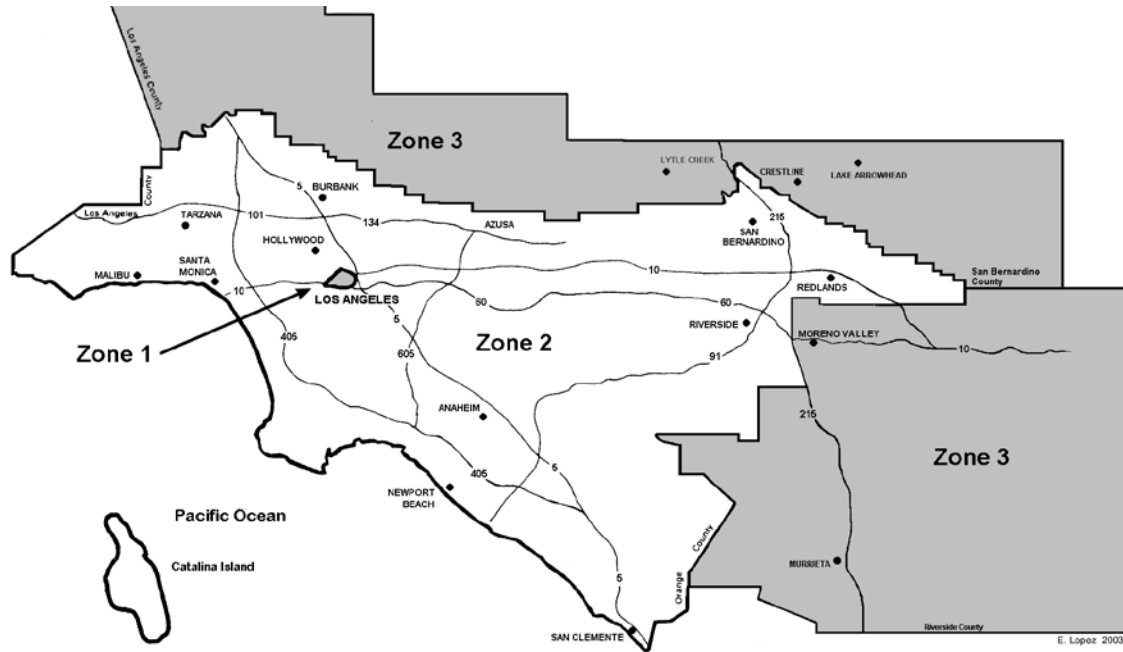 Los Angeles County
Zone 3
LYTLE CREEK
CRESTLINE
LAKE ARROWHEAD
County
5
BURBANK
Los Angeles
101
TARZANA
134
AZUSA
215
SAN
BERNARDINO
HOLLYWOOD
SANTA
MONICA
MALIBU
10
San Bernardino
County
REDLANDS
10
LOS ANGELES
60
60
5
RIVERSIDE
405
Zone 1
Zone 2
MORENO VALLEY
10
605
91
ANAHEIM
215
Zone 3
405
5
NEWPORT
BEACH
Pacific Ocean
County
Catalina Island
MURRIETA
5
Orange
SAN CLEMENTE
Riverside County
E. Lopez 2003